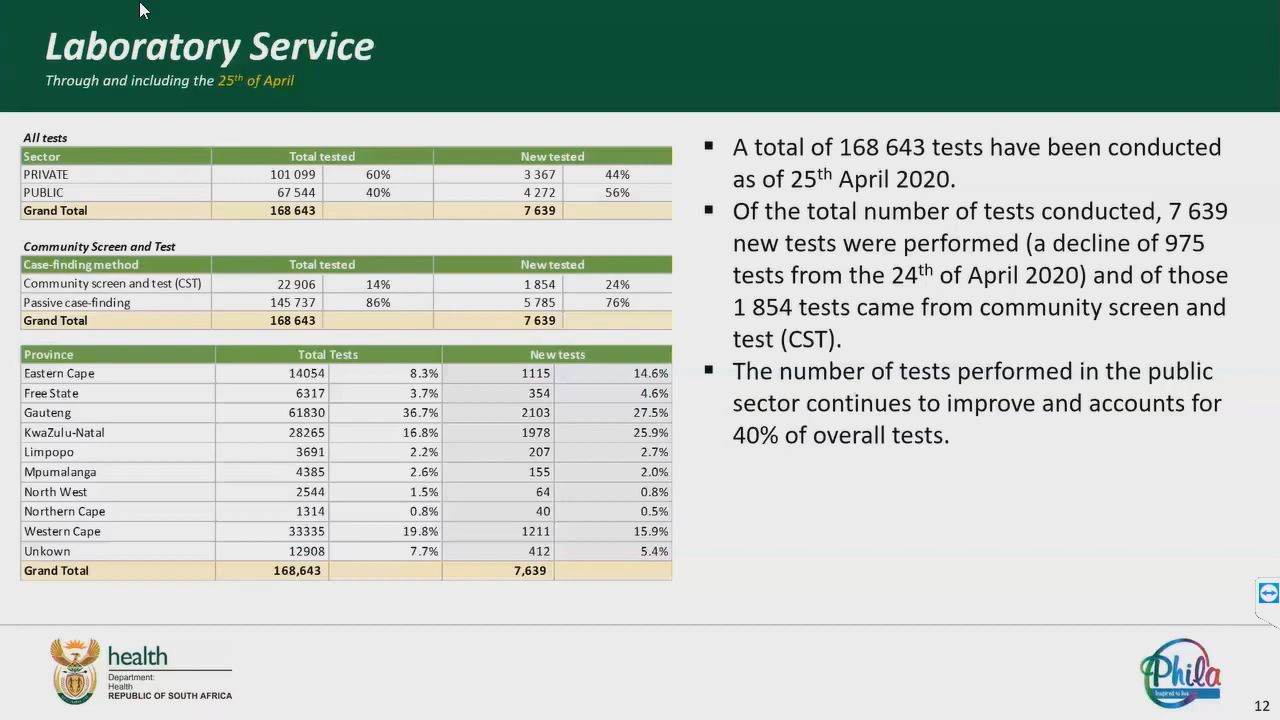 Laboratory Service
Through and including the 25th of April
All tests
Sector Total tested New tested
PRIVATE 101 099 60% 3 367 44%
PUBLIC 67 544 40% 4 272 56%
Grand Total 168 643 7 639
Community Screen and Test
Case-finding method Total tested New tested
Community screen and test (CST) 22 906 14% 1 854 24%
Passive case-finding 145 737 86% 5 785 76%
Grand Total 168 643 7 639
Province Total Tests New tests
Eastern Cape 14054 8.3% 1115 14.6%
Free State 6317 3.7% 354 4.6%
Gauteng 61830 36.7% 2103 27.5%
KwaZulu-Natal 28265 16.8% 1978 25.9%
Limpopo 3691 2.2% 207 2.7%
Mpumalanga 4385 2.6% 155 2.0%
North West 2544 1.5% 64 0.8%
Northern Cape 1314 0.8% 40 0.5%
Western Cape 33335 19.8% 1211 15.9%
Unkown 12908 7.7% 412 5.4%
Grand Total 168,643 7,639
▪ A total of 168 643 tests have been conducted
as of 25th April 2020.
▪ Of the total number of tests conducted, 7 639
new tests were performed (a decline of 975
tests from the 24th of April 2020) and of those
1 854 tests came from community screen and
test (CST).
▪ The number of tests performed in the public
sector continues to improve and accounts for
40% of overall tests.
health
Department:
Health
REPUBLIC OF SOUTH AFRICA
Phila
Inspired to live
12